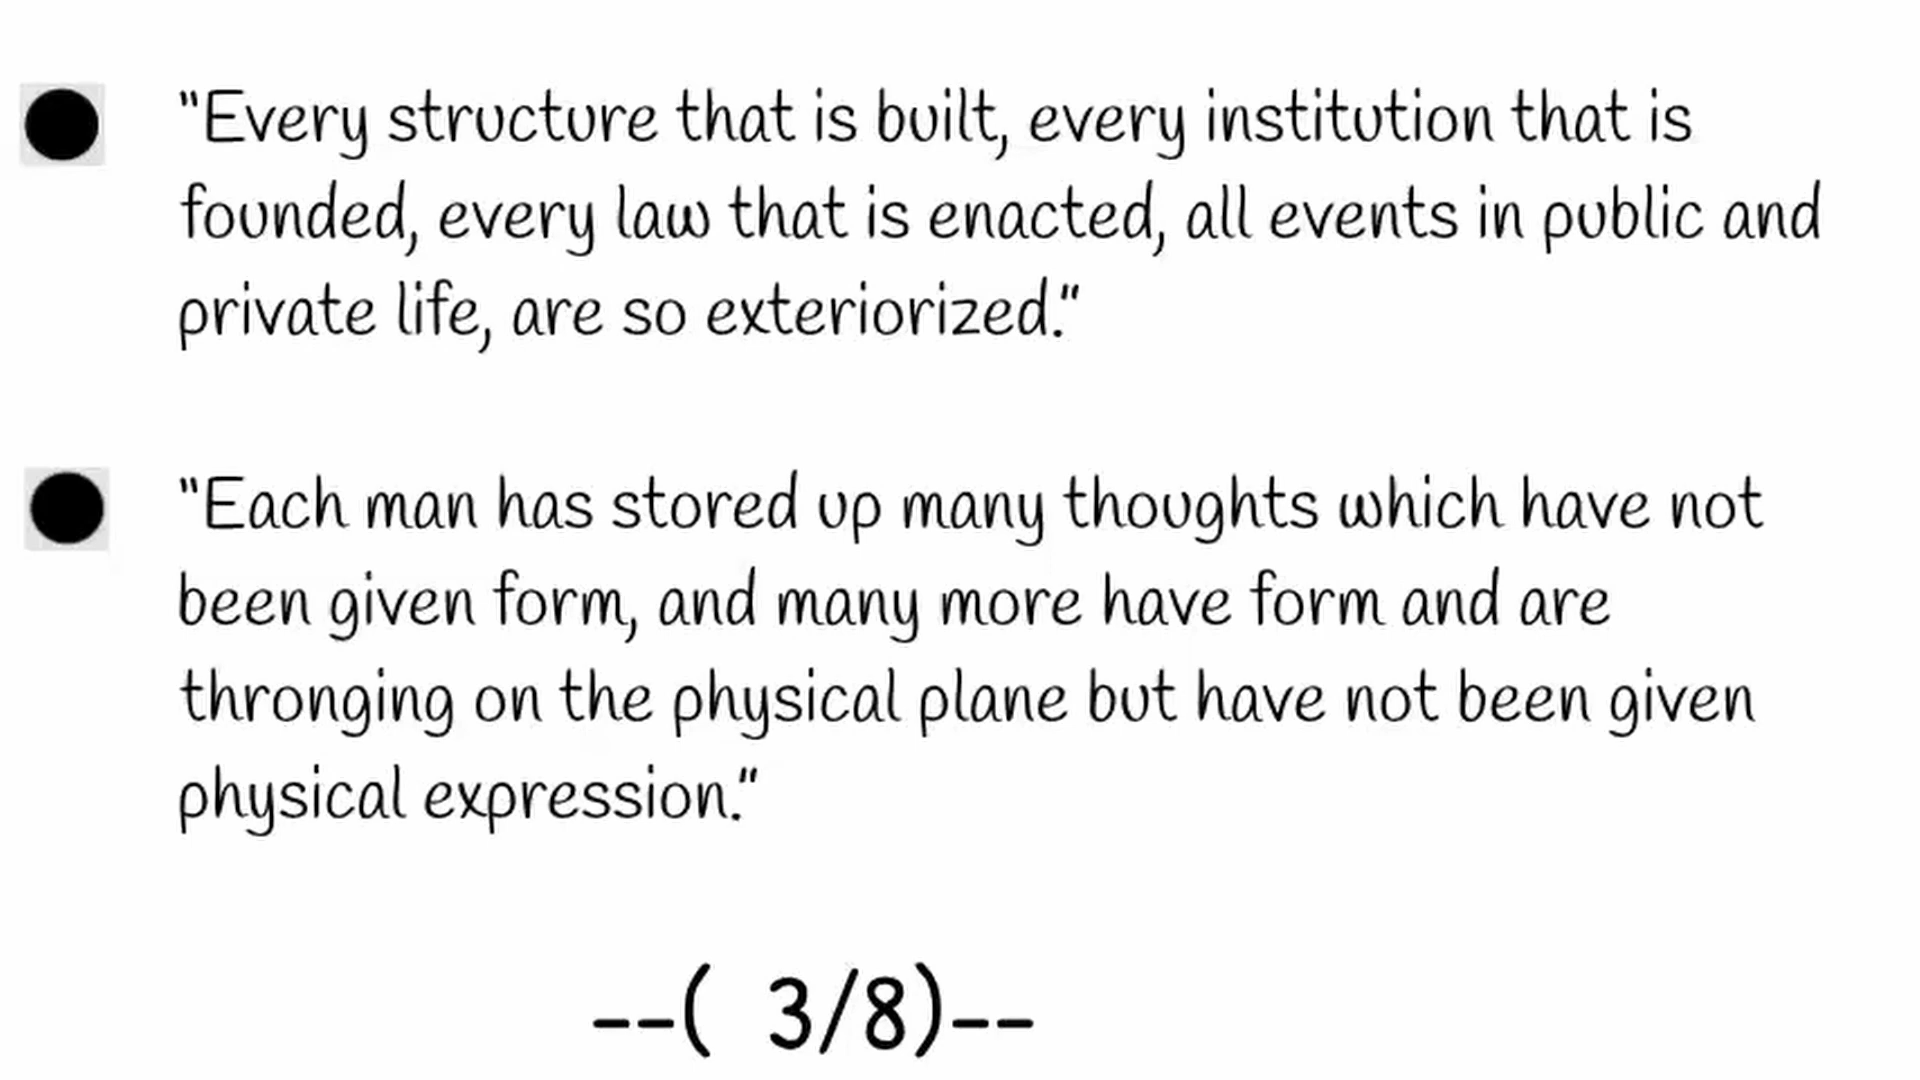 "Every structure that is built, every institution that is
founded, every law that is enacted, all events in public and
private life, are so exteriorized."
"Each man has stored up many thoughts which have not
been given form, and many more have form and are
thronging on the physical plane but have not been given
physical expression."
--( 3/8)--